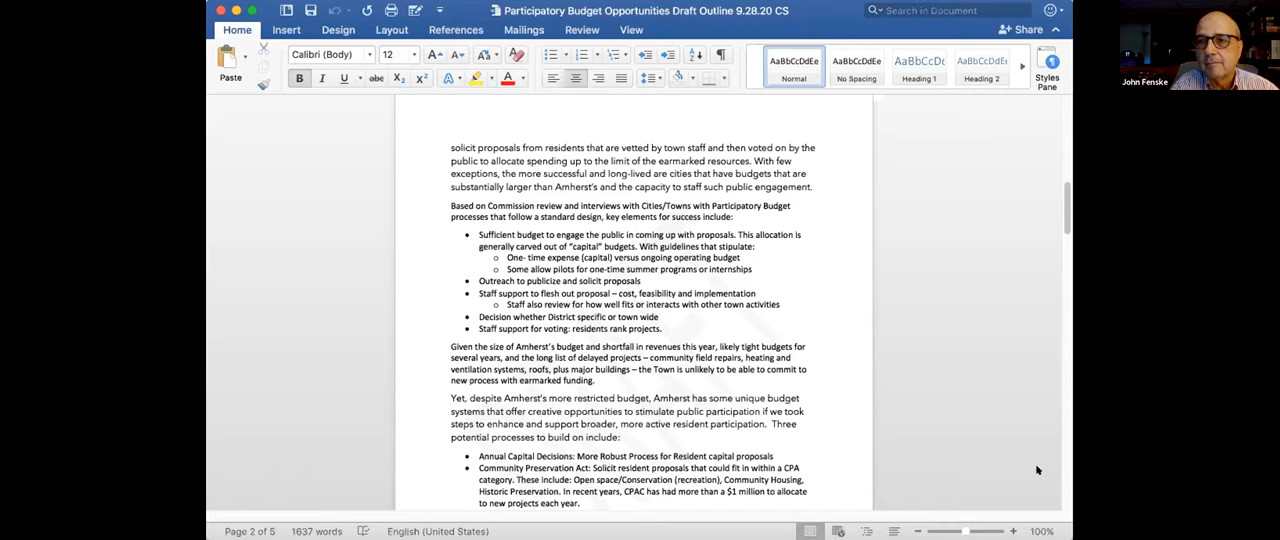 Participatory Budget Opportunities Draft Outline 9.28.20 CS
Search in Document
Home Insert Design Layout References Mailings Review View
Share
Paste
Calibri (Body) 12
B I U abc X₂ X²
AaBbCcDdEe AaBbCcDdEe AaBbCcDc AaBbCcDdEe
Normal No Spacing Heading 1 Heading 2
Styles
Pane
John Fenske
solicit proposals from residents that are vetted by town staff and then voted on by the
public to allocate spending up to the limit of the earmarked resources. With few
exceptions, the more successful and long-lived are cities that have budgets that are
substantially larger than Amherst's and the capacity to staff such public engagement.
Based on Commission review and interviews with Cities/Towns with Participatory Budget
processes that follow a standard design, key elements for success include:
• Sufficient budget to engage the public in coming up with proposals. This allocation is
generally carved out of "capital" budgets. With guidelines that stipulate:
o One- time expense (capital) versus ongoing operating budget
o Some allow pilots for one-time summer programs or internships
• Outreach to publicize and solicit proposals
• Staff support to flesh out proposal – cost, feasibility and implementation
o Staff also review for how well fits or interacts with other town activities
• Decision whether District specific or town wide
• Staff support for voting: residents rank projects.
Given the size of Amherst's budget and shortfall in revenues this year, likely tight budgets for
several years, and the long list of delayed projects – community field repairs, heating and
ventilation systems, roofs, plus major buildings – the Town is unlikely to be able to commit to
new process with earmarked funding.
Yet, despite Amherst's more restricted budget, Amherst has some unique budget
systems that offer creative opportunities to stimulate public participation if we took
steps to enhance and support broader, more active resident participation. Three
potential processes to build on include:
• Annual Capital Decisions: More Robust Process for Resident capital proposals
• Community Preservation Act: Solicit resident proposals that could fit in within a CPA
category. These include: Open space/Conservation (recreation), Community Housing,
Historic Preservation. In recent years, CPAC has had more than a $1 million to allocate
to new projects each year.
Page 2 of 5 1637 words English (United States) 100%